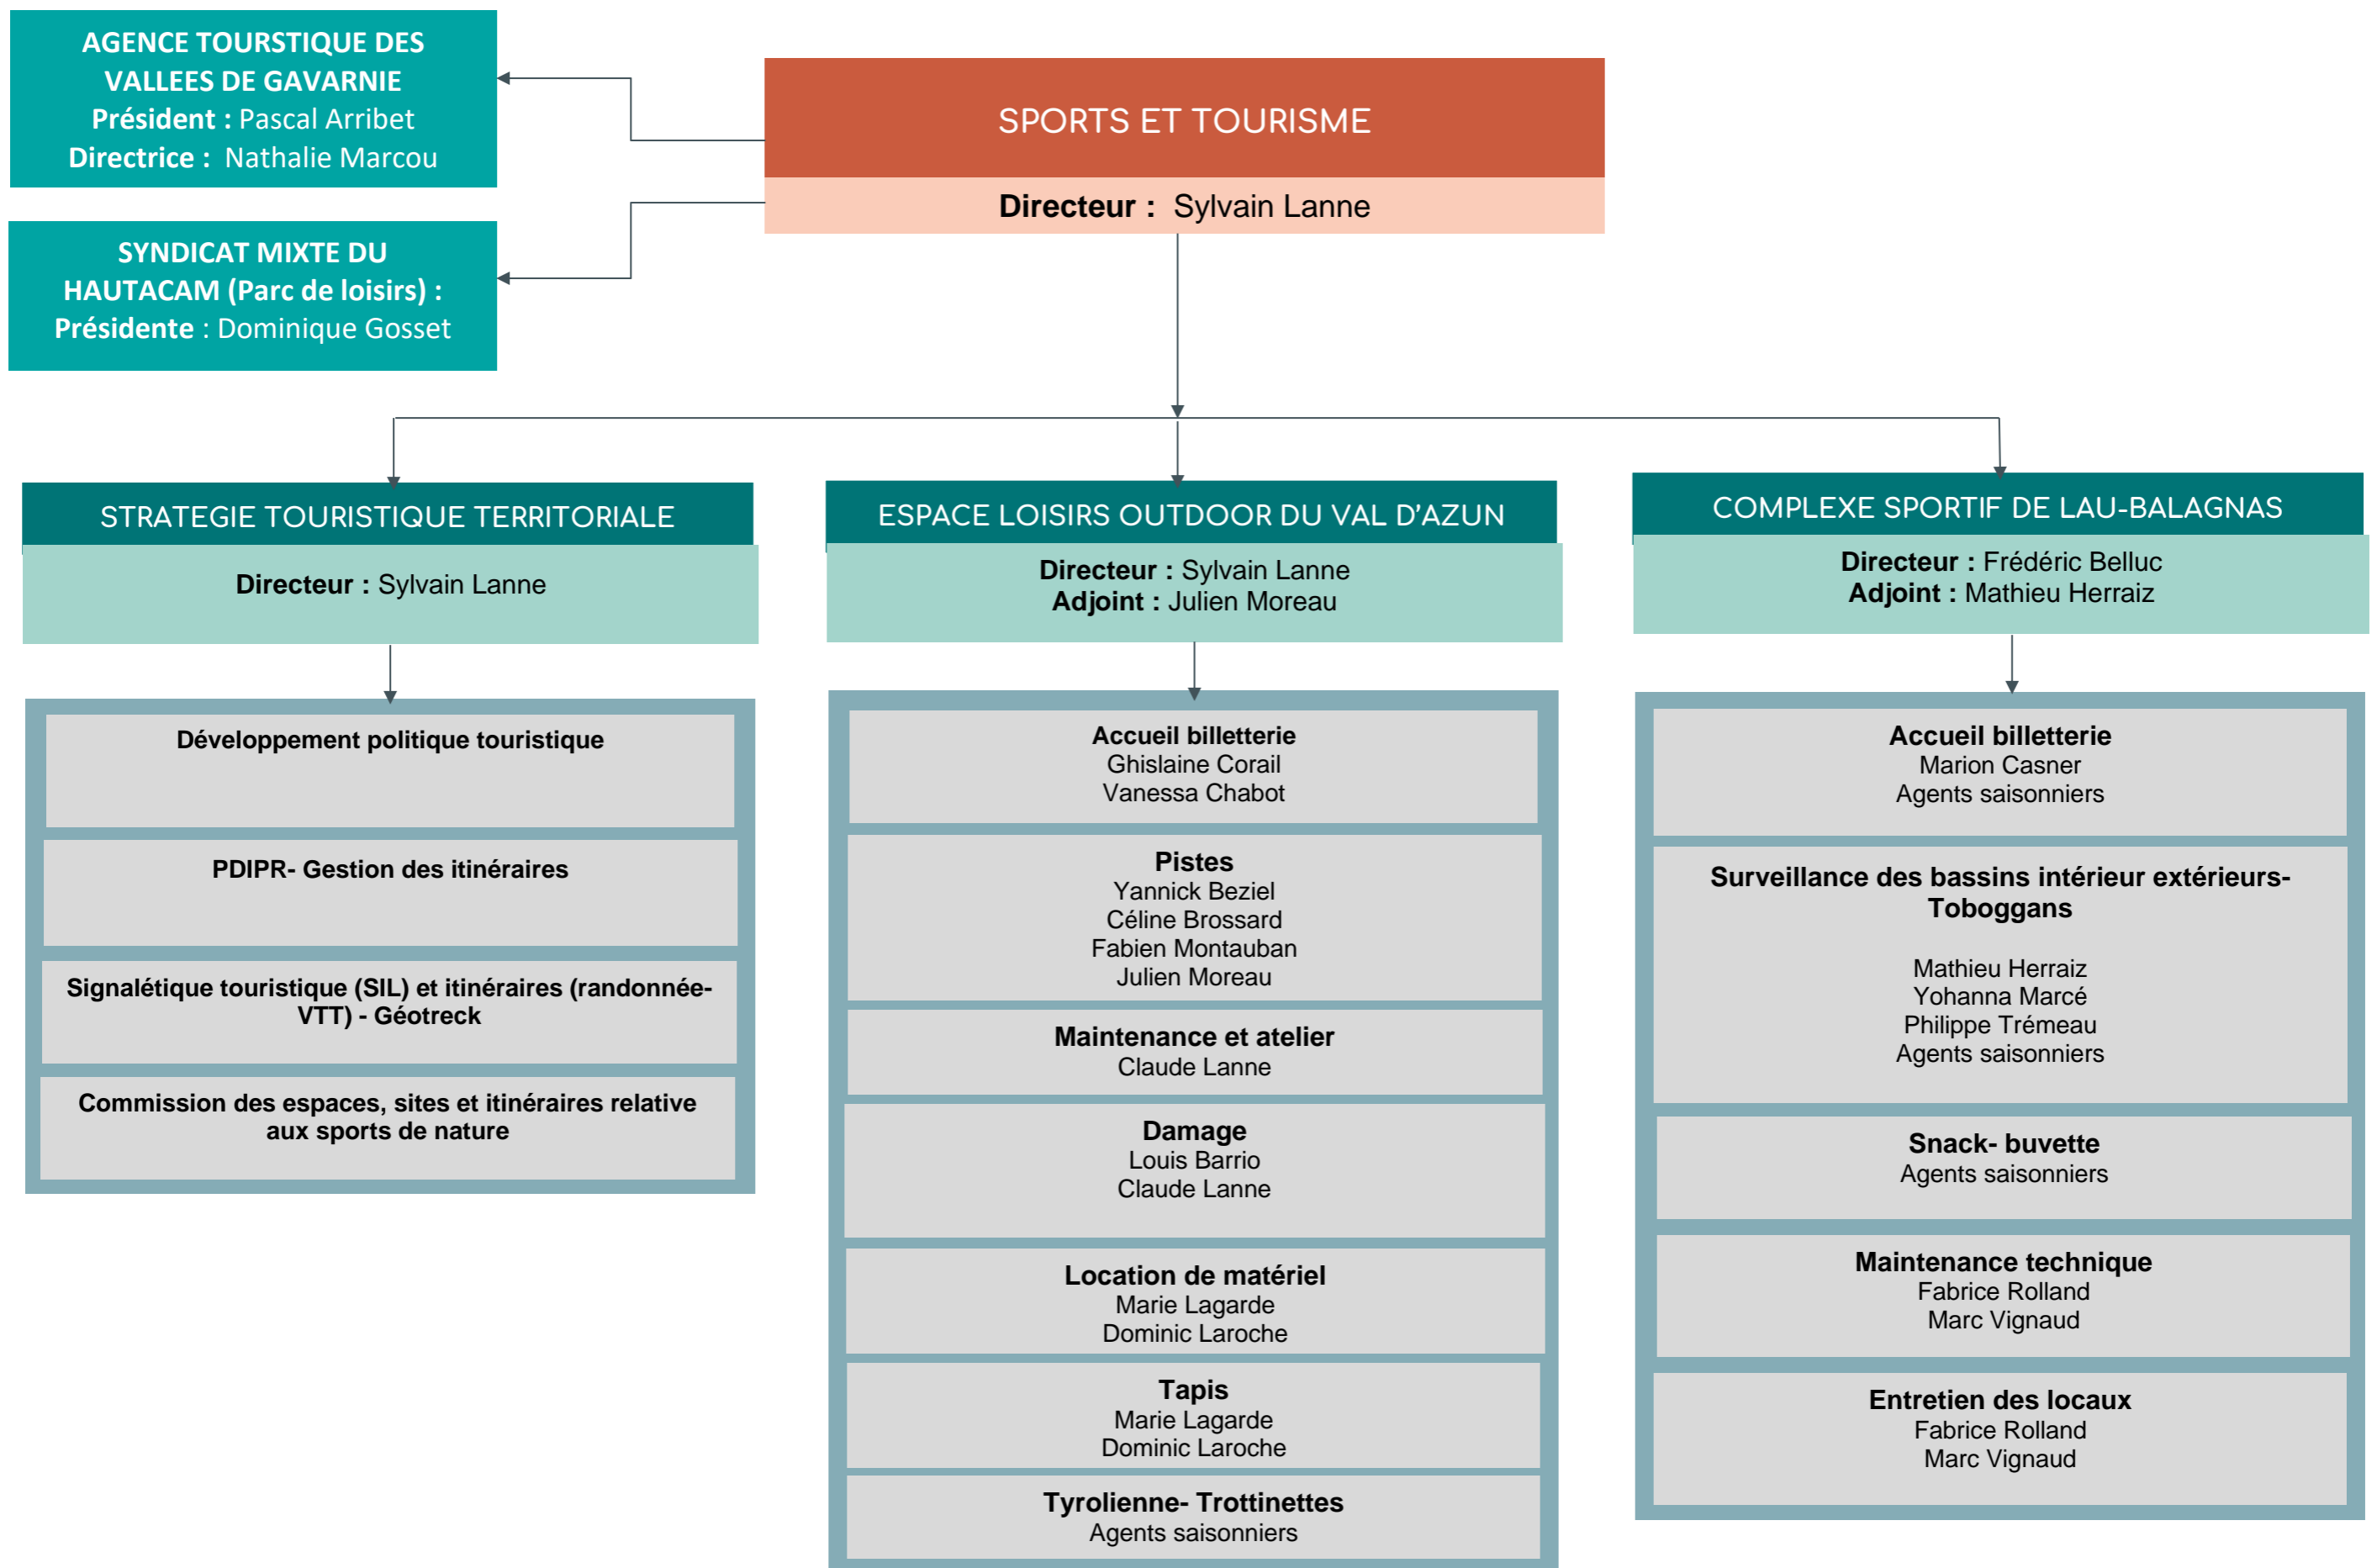 AGENCE TOURSTIQUE DES
VALLEES DE GAVARNIE
Président : Pascal Arribet
Directrice : Nathalie Marcou
SYNDICAT MIXTE DU
HAUTACAM (Parc de loisirs) :
Présidente : Dominique Gosset
SPORTS ET TOURISME
Directeur : Sylvain Lanne
STRATEGIE TOURISTIQUE TERRITORIALE
Directeur : Sylvain Lanne
Développement politique touristique
PDIPR- Gestion des itinéraires
Signalétique touristique (SIL) et itinéraires (randonnée-
VTT) - Géotreck
Commission des espaces, sites et itinéraires relative
aux sports de nature
ESPACE LOISIRS OUTDOOR DU VAL D'AZUN
Directeur : Sylvain Lanne
Adjoint : Julien Moreau
Accueil billetterie
Ghislaine Corail
Vanessa Chabot
Pistes
Yannick Beziel
Céline Brossard
Fabien Montauban
Julien Moreau
Maintenance et atelier
Claude Lanne
Damage
Louis Barrio
Claude Lanne
Location de matériel
Marie Lagarde
Dominic Laroche
Tapis
Marie Lagarde
Dominic Laroche
Tyrolienne- Trottinettes
Agents saisonniers
COMPLEXE SPORTIF DE LAU-BALAGNAS
Directeur : Frédéric Belluc
Adjoint : Mathieu Herraiz
Accueil billetterie
Marion Casner
Agents saisonniers
Surveillance des bassins intérieur extérieurs-
Toboggans
Mathieu Herraiz
Yohanna Marcé
Philippe Trémeau
Agents saisonniers
Snack- buvette
Agents saisonniers
Maintenance technique
Fabrice Rolland
Marc Vignaud
Entretien des locaux
Fabrice Rolland
Marc Vignaud